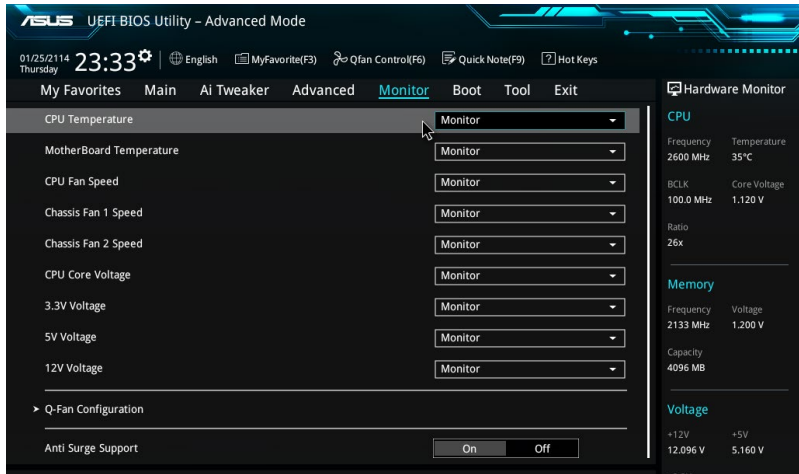 ASUS UEFI BIOS Utility – Advanced Mode
01/25/2114
Thursday
23:33
English
MyFavorite(F3)
Qfan Control(F6)
Quick Note(F9)
? Hot Keys
My Favorites Main Ai Tweaker Advanced Monitor Boot Tool Exit
CPU Temperature Monitor
MotherBoard Temperature Monitor
CPU Fan Speed Monitor
Chassis Fan 1 Speed Monitor
Chassis Fan 2 Speed Monitor
CPU Core Voltage Monitor
3.3V Voltage Monitor
5V Voltage Monitor
12V Voltage Monitor
Q-Fan Configuration
Anti Surge Support On Off
Hardware Monitor
CPU
Frequency Temperature
2600 MHz 35°C
BCLK Core Voltage
100.0 MHz 1.120 V
Ratio
26x
Memory
Frequency Voltage
2133 MHz 1.200 V
Capacity
4096 MB
Voltage
+12V +5V
12.096 V 5.160 V